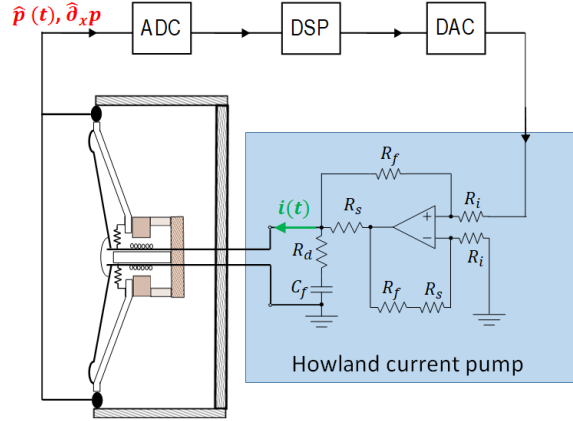 p̂ (t), ∂̂ₓp
ADC
DSP
DAC
R_f
R_i
i(t)
R_s
+
R_d
−
R_i
C_f
R_f
R_s
Howland current pump